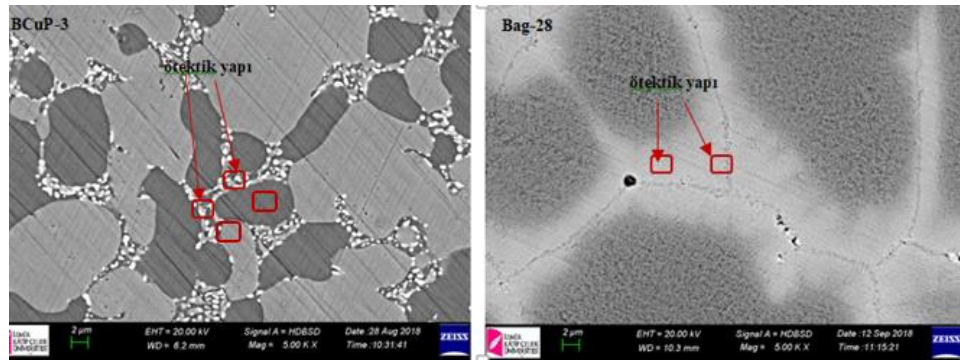 BCuP-3
ötektik yapı
2 µm
EHT = 20.00 kV
WD = 6.2 mm
Signal A = HDBSD
Mag = 5.00 K X
Date :28 Aug 2018
Time :10:31:41
ZEISS
Bag-28
ötektik yapı
2 µm
EHT = 20.00 kV
WD = 10.3 mm
Signal A = HDBSD
Mag = 5.00 K X
Date :12 Sep 2018
Time :11:15:21
ZEISS